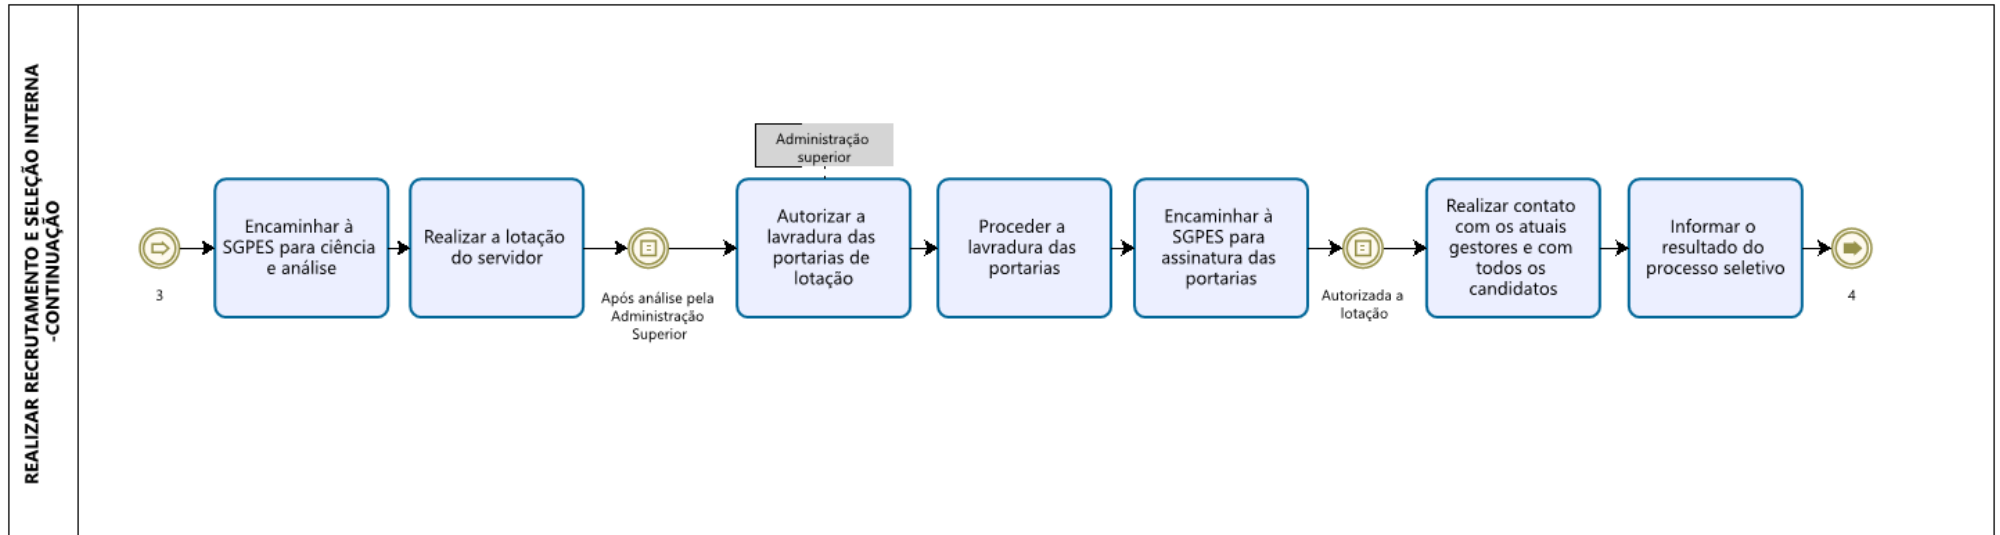 REALIZAR RECRUTAMENTO E SELEÇÃO INTERNA
-CONTINUAÇÃO
3
Encaminhar à
SGPES para ciência
e análise
Realizar a lotação
do servidor
Após análise pela
Administração
Superior
Administração
superior
Autorizar a
lavradura das
portarias de
lotação
Proceder a
lavradura das
portarias
Encaminhar à
SGPES para
assinatura das
portarias
Autorizada a
lotação
Realizar contato
com os atuais
gestores e com
todos os
candidatos
Informar o
resultado do
processo seletivo
4